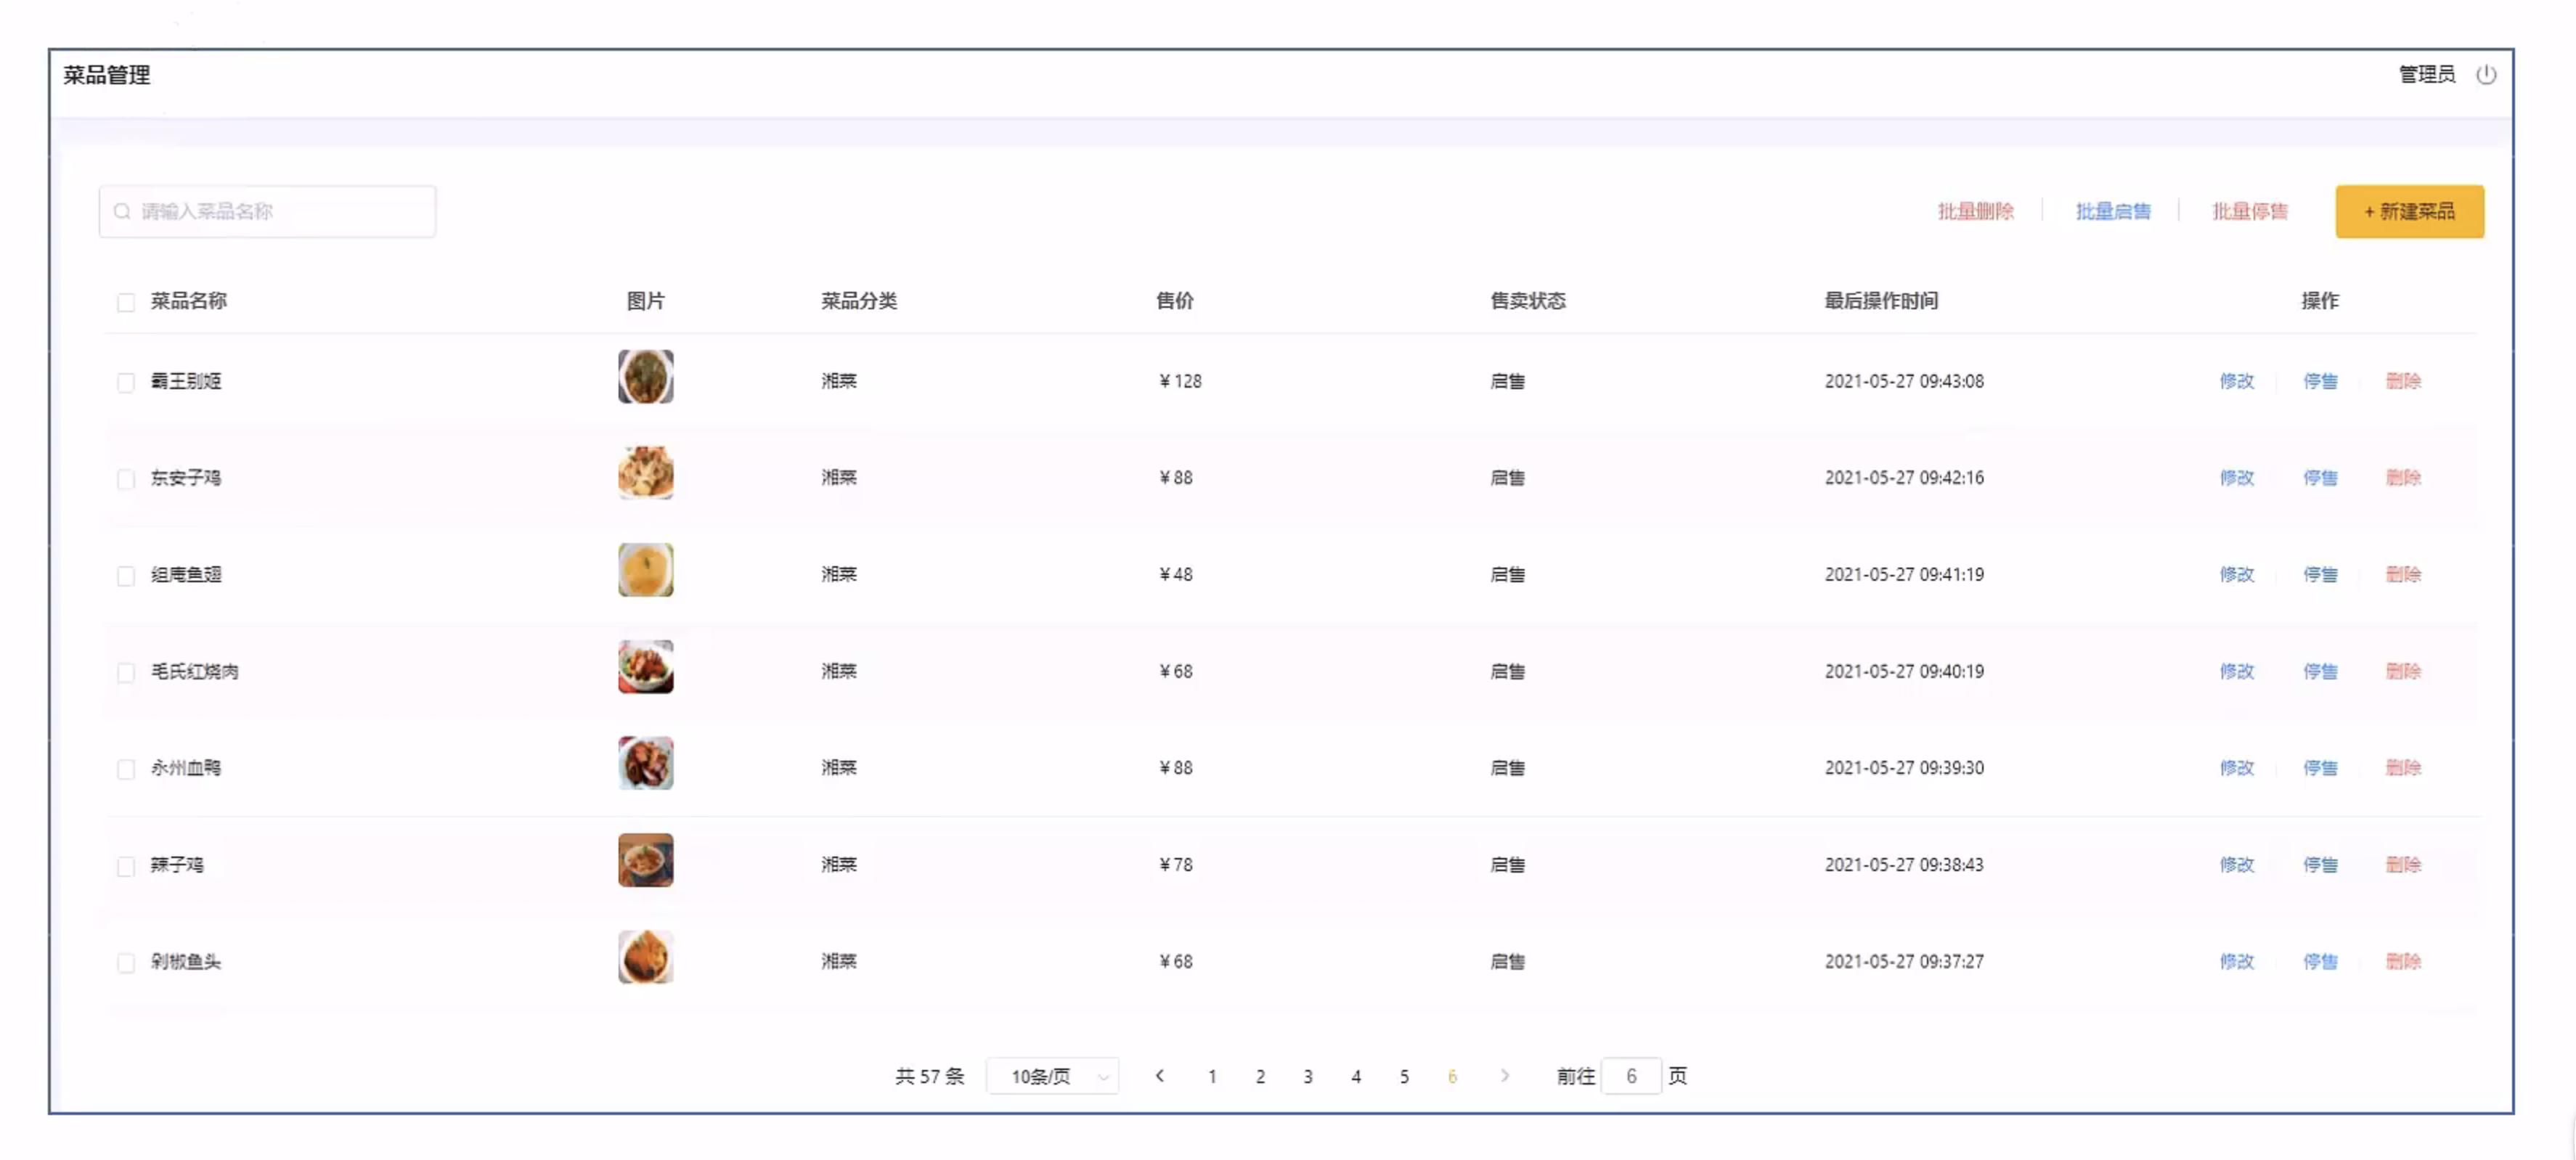 菜品管理 管理员
请输入菜品名称 批量删除 批量启售 批量停售 + 新建菜品
菜品名称 图片 菜品分类 售价 售卖状态 最后操作时间 操作
霸王别姬 湘菜 ¥ 128 启售 2021-05-27 09:43:08 修改 停售 删除
东安子鸡 湘菜 ¥ 88 启售 2021-05-27 09:42:16 修改 停售 删除
组庵鱼翅 湘菜 ¥ 48 启售 2021-05-27 09:41:19 修改 停售 删除
毛氏红烧肉 湘菜 ¥ 68 启售 2021-05-27 09:40:19 修改 停售 删除
永州血鸭 湘菜 ¥ 88 启售 2021-05-27 09:39:30 修改 停售 删除
辣子鸡 湘菜 ¥ 78 启售 2021-05-27 09:38:43 修改 停售 删除
剁椒鱼头 湘菜 ¥ 68 启售 2021-05-27 09:37:27 修改 停售 删除
共 57 条 10条/页 < 1 2 3 4 5 6 > 前往 6 页